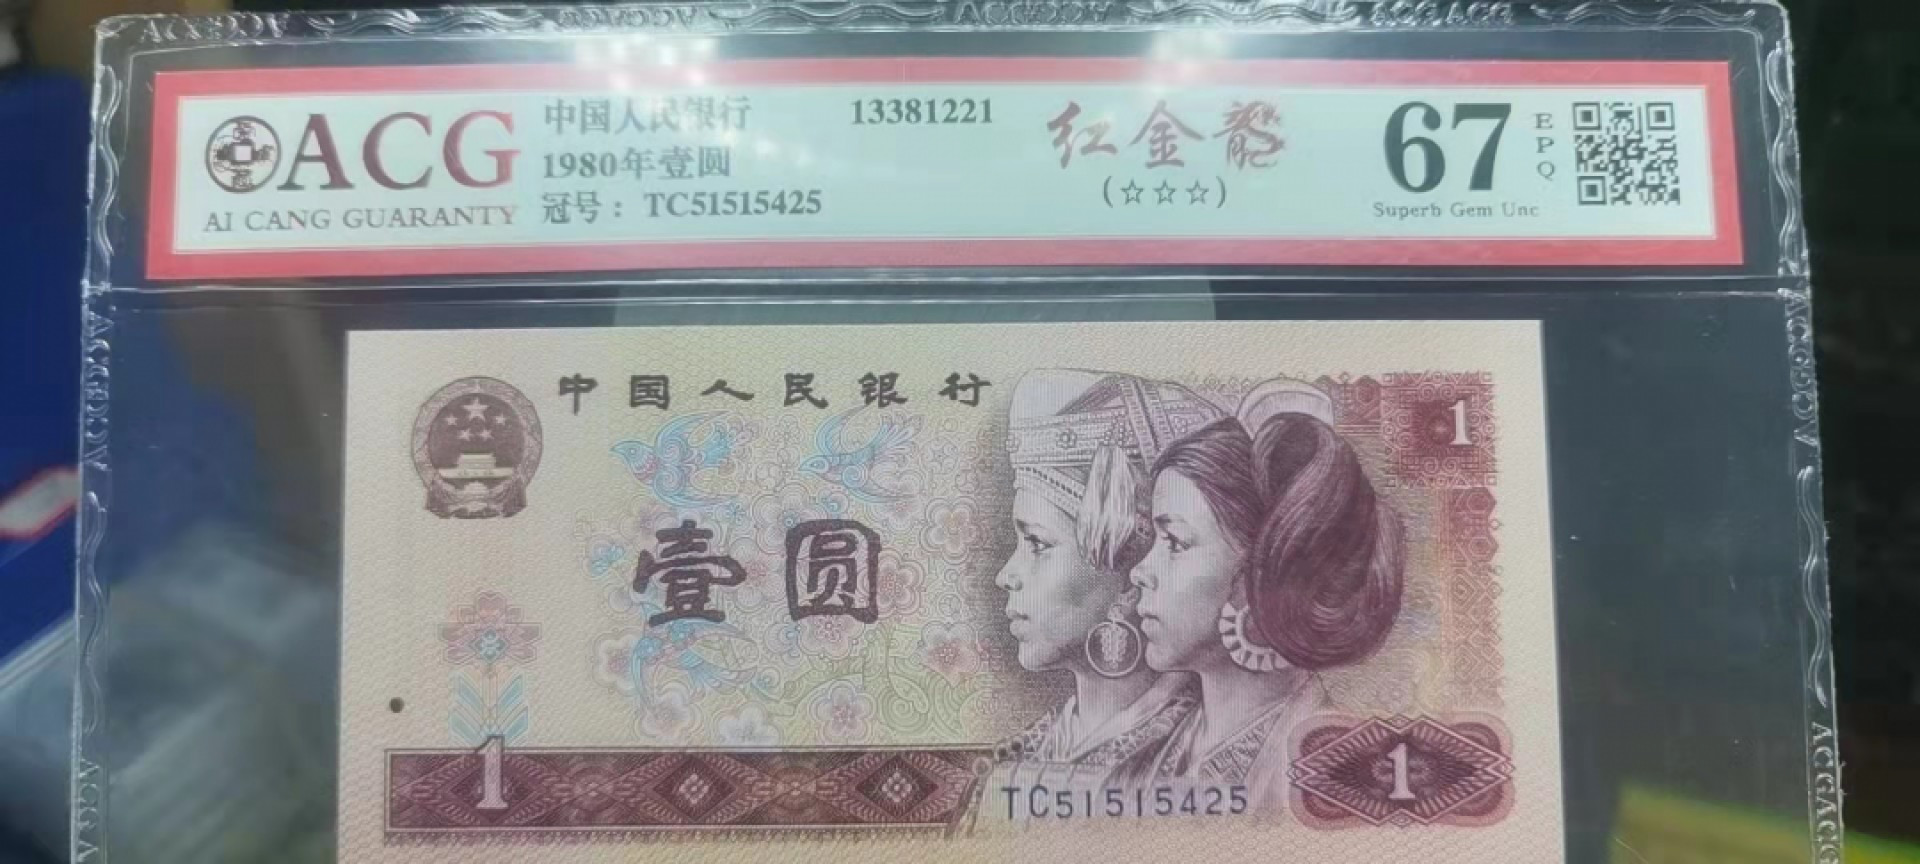 ACG
AI CANG GUARANTY
中国人民银行
1980年壹圆
冠号：TC51515425
13381221
红金龍
(☆☆☆)
67
EPQ
Superb Gem Unc
中国人民银行
1
壹圆
1
TC51515425
1